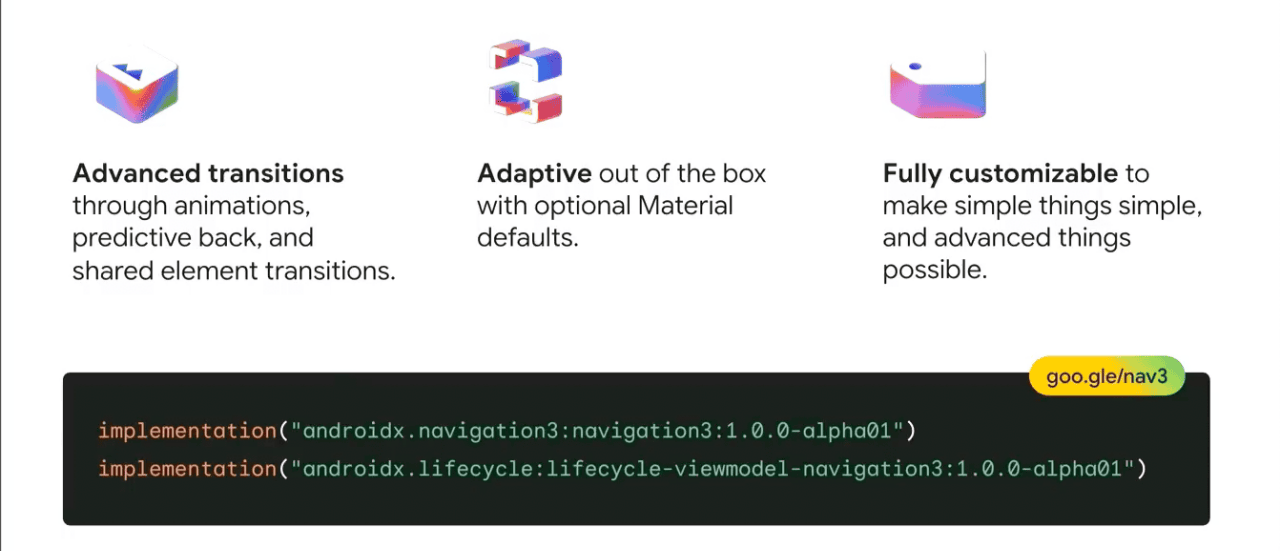 Advanced transitions
through animations,
predictive back, and
shared element transitions.
Adaptive out of the box
with optional Material
defaults.
Fully customizable to
make simple things simple,
and advanced things
possible.
goo.gle/nav3
implementation("androidx.navigation3:navigation3:1.0.0-alpha01")
implementation("androidx.lifecycle:lifecycle-viewmodel-navigation3:1.0.0-alpha01")